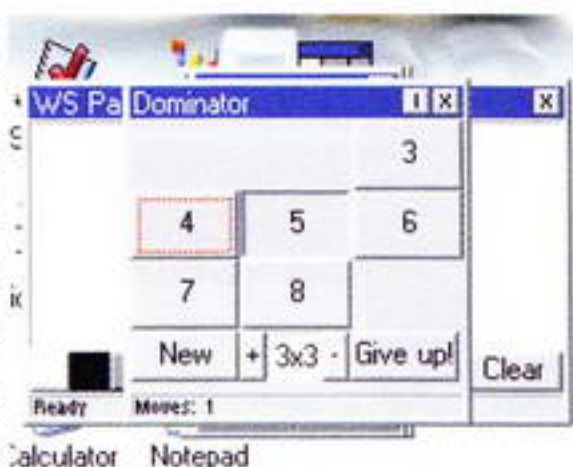 WS Pa Dominator
3
4 5 6
7 8
New + 3x3 - Give up! Clear
Ready Moves: 1
Calculator Notepad